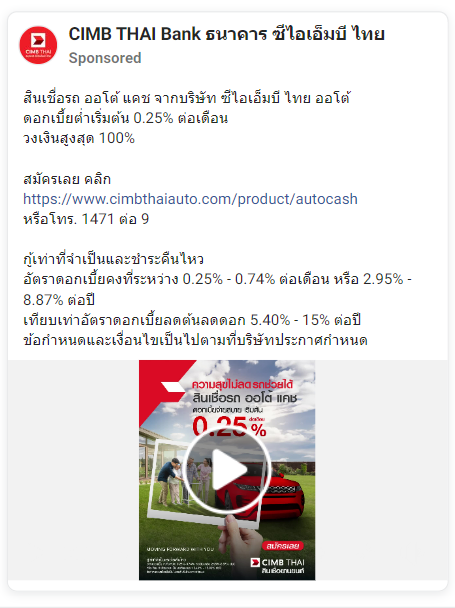 CIMB THAI Bank ธนาคาร ซีไอเอ็มบี ไทย
Sponsored
CIMB THAI
สินเชื่อรถ ออโต้ แคช จากบริษัท ซีไอเอ็มบี ไทย ออโต้
ดอกเบี้ยต่ำเริ่มต้น 0.25% ต่อเดือน
วงเงินสูงสุด 100%
สมัครเลย คลิก
https://www.cimbthaiauto.com/product/autocash
หรือโทร. 1471 ต่อ 9
กู้เท่าที่จำเป็นและชำระคืนไหว
อัตราดอกเบี้ยคงที่ระหว่าง 0.25% - 0.74% ต่อเดือน หรือ 2.95% -
8.87% ต่อปี
เทียบเท่าอัตราดอกเบี้ยลดต้นลดดอก 5.40% - 15% ต่อปี
ข้อกำหนดและเงื่อนไขเป็นไปตามที่บริษัทประกาศกำหนด
ความสุขไม่ลด รถช่วยได้
สินเชื่อรถ ออโต้ แคช
ดอกเบี้ยจ่ายสบาย เริ่มต้น
0.25%
ต่อเดือน
MOVING FORWARD WITH YOU
สมัครเลย
CIMB THAI
สินเชื่อยานยนต์